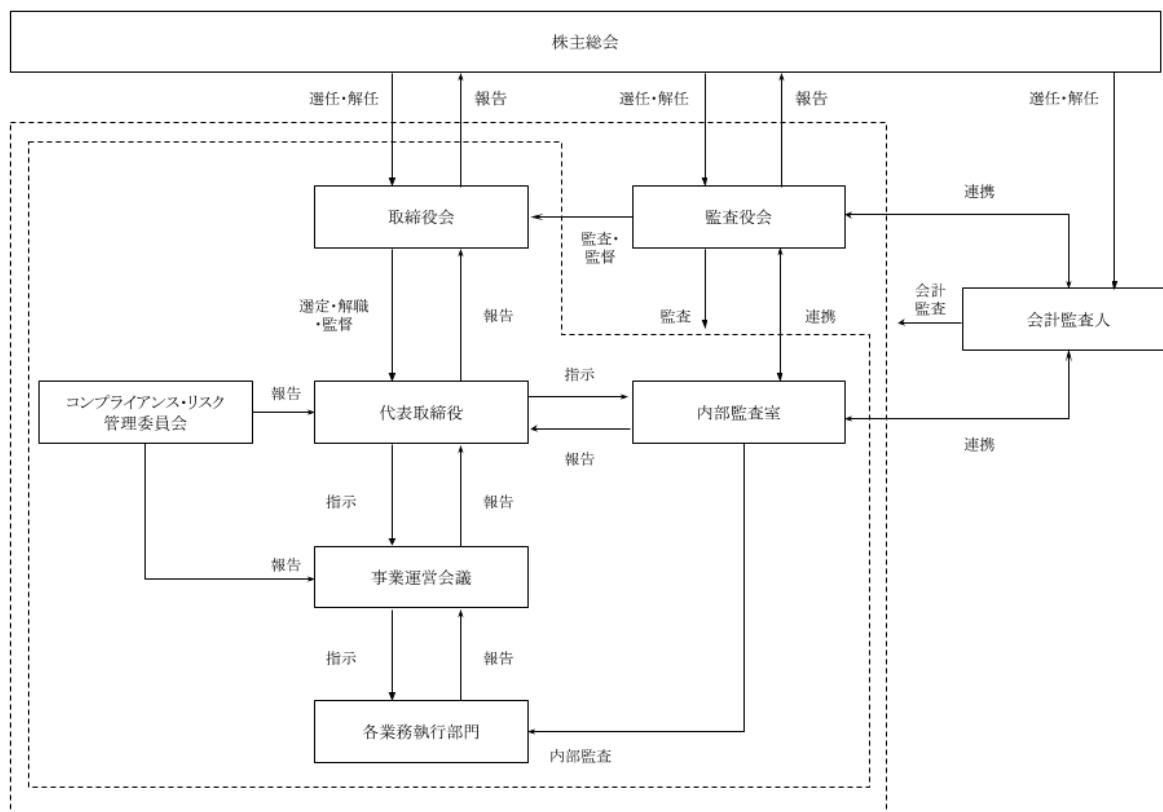 株主総会
選任・解任
報告
選任・解任
報告
選任・解任
取締役会
監査役会
連携
監査・
監督
選定・解職
・監督
報告
監査
連携
会計
監査
会計監査人
コンプライアンス・リスク
管理委員会
報告
代表取締役
指示
報告
内部監査室
連携
指示
報告
報告
事業運営会議
指示
報告
各業務執行部門
内部監査